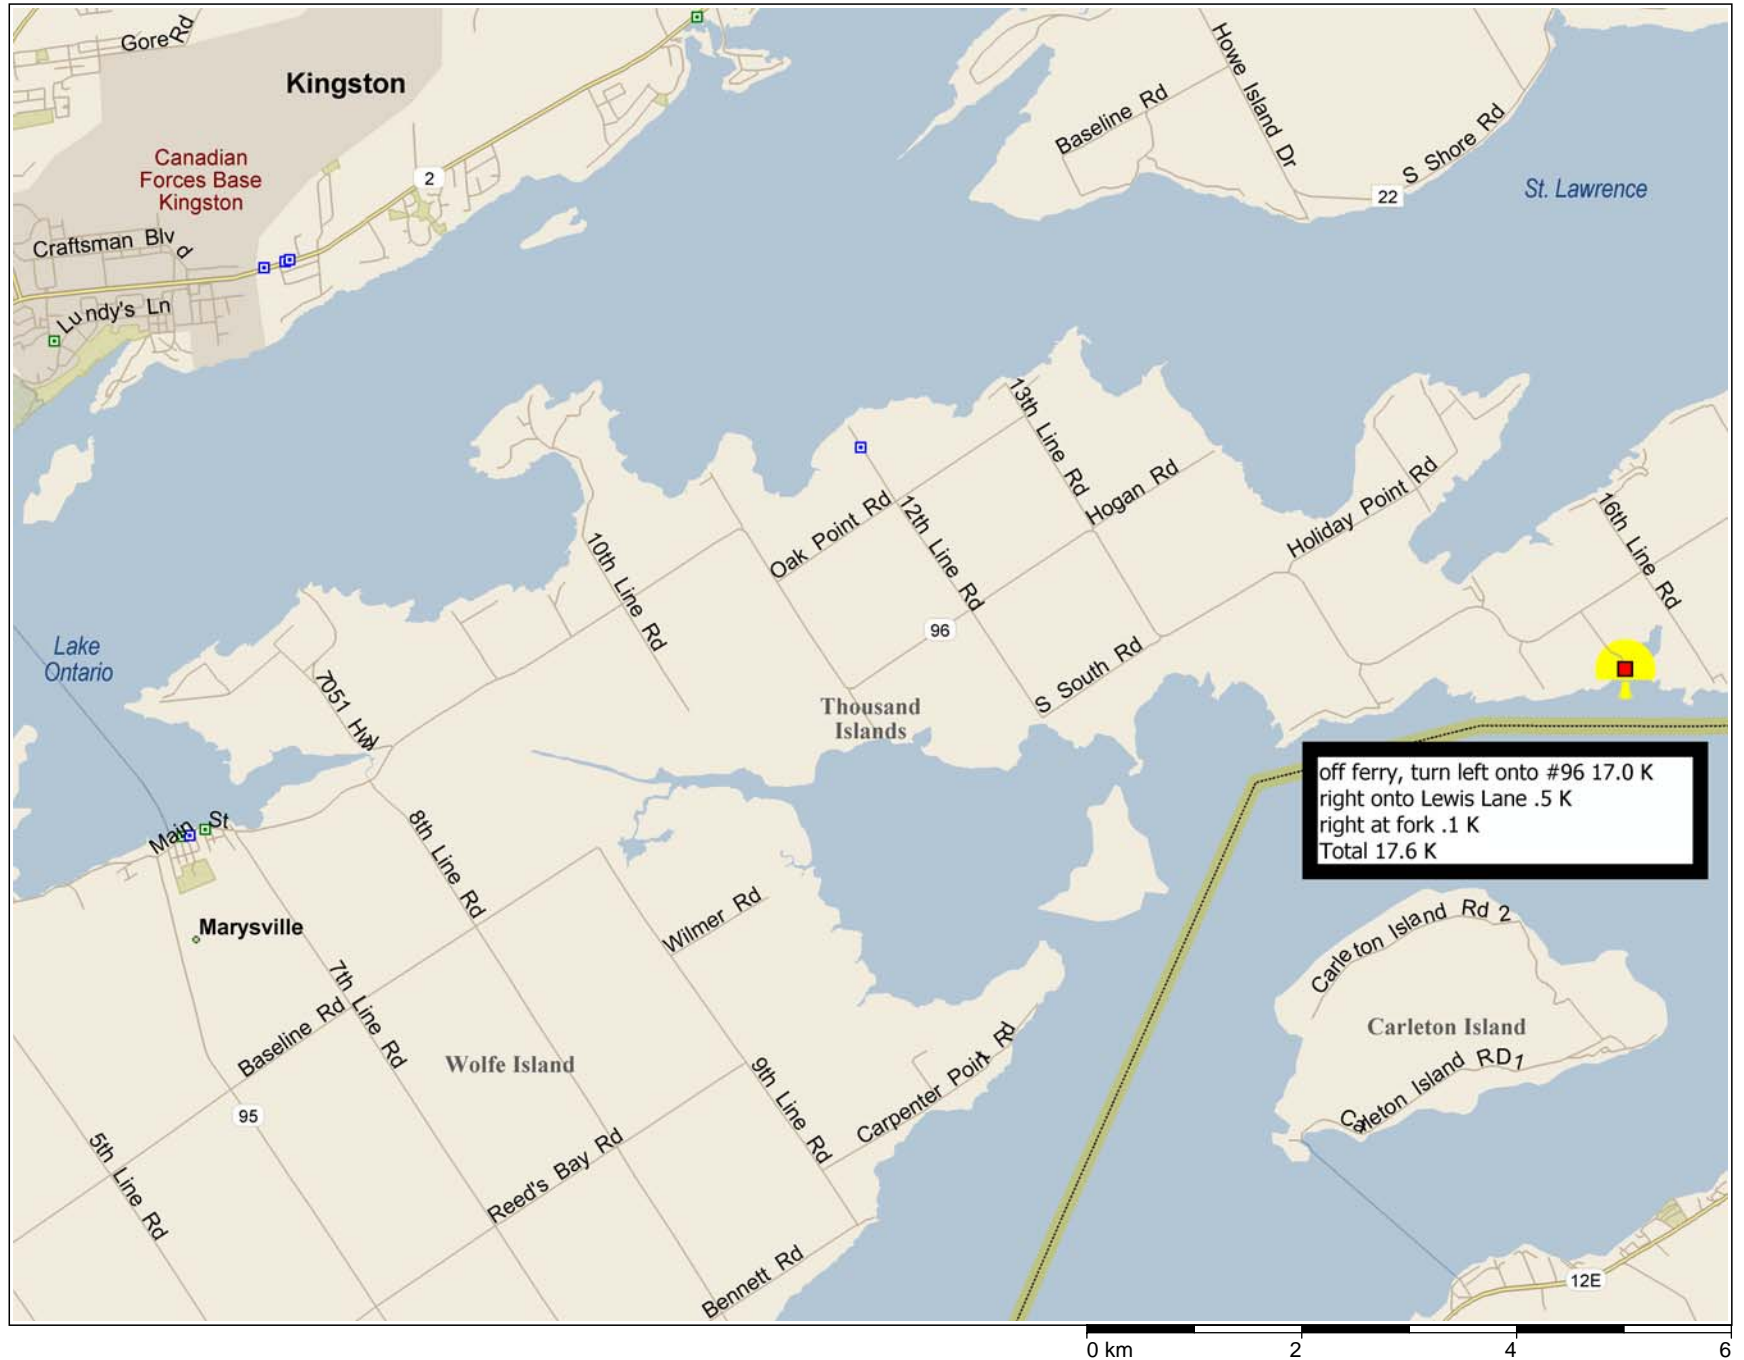 Gore Rd
Kingston
Canadian
Forces Base
Kingston
2
Craftsman Blvd
Lundy's Ln
Howe Island Dr
Baseline Rd
S Shore Rd
22
St. Lawrence
13th Line Rd
Hogan Rd
Oak Point Rd
12th Line Rd
10th Line Rd
Holiday Point Rd
16th Line Rd
96
S South Rd
Lake
Ontario
7051 Hwy
Thousand
Islands
off ferry, turn left onto #96 17.0 K
right onto Lewis Lane .5 K
right at fork .1 K
Total 17.6 K
Main St
8th Line Rd
Marysville
Wilmer Rd
7th Line Rd
Baseline Rd
Wolfe Island
9th Line Rd
Carpenter Point Rd
Carleton Island Rd 2
Carleton Island
Carleton Island RD1
95
5th Line Rd
Reed's Bay Rd
Bennett Rd
12E
0 km 2 4 6